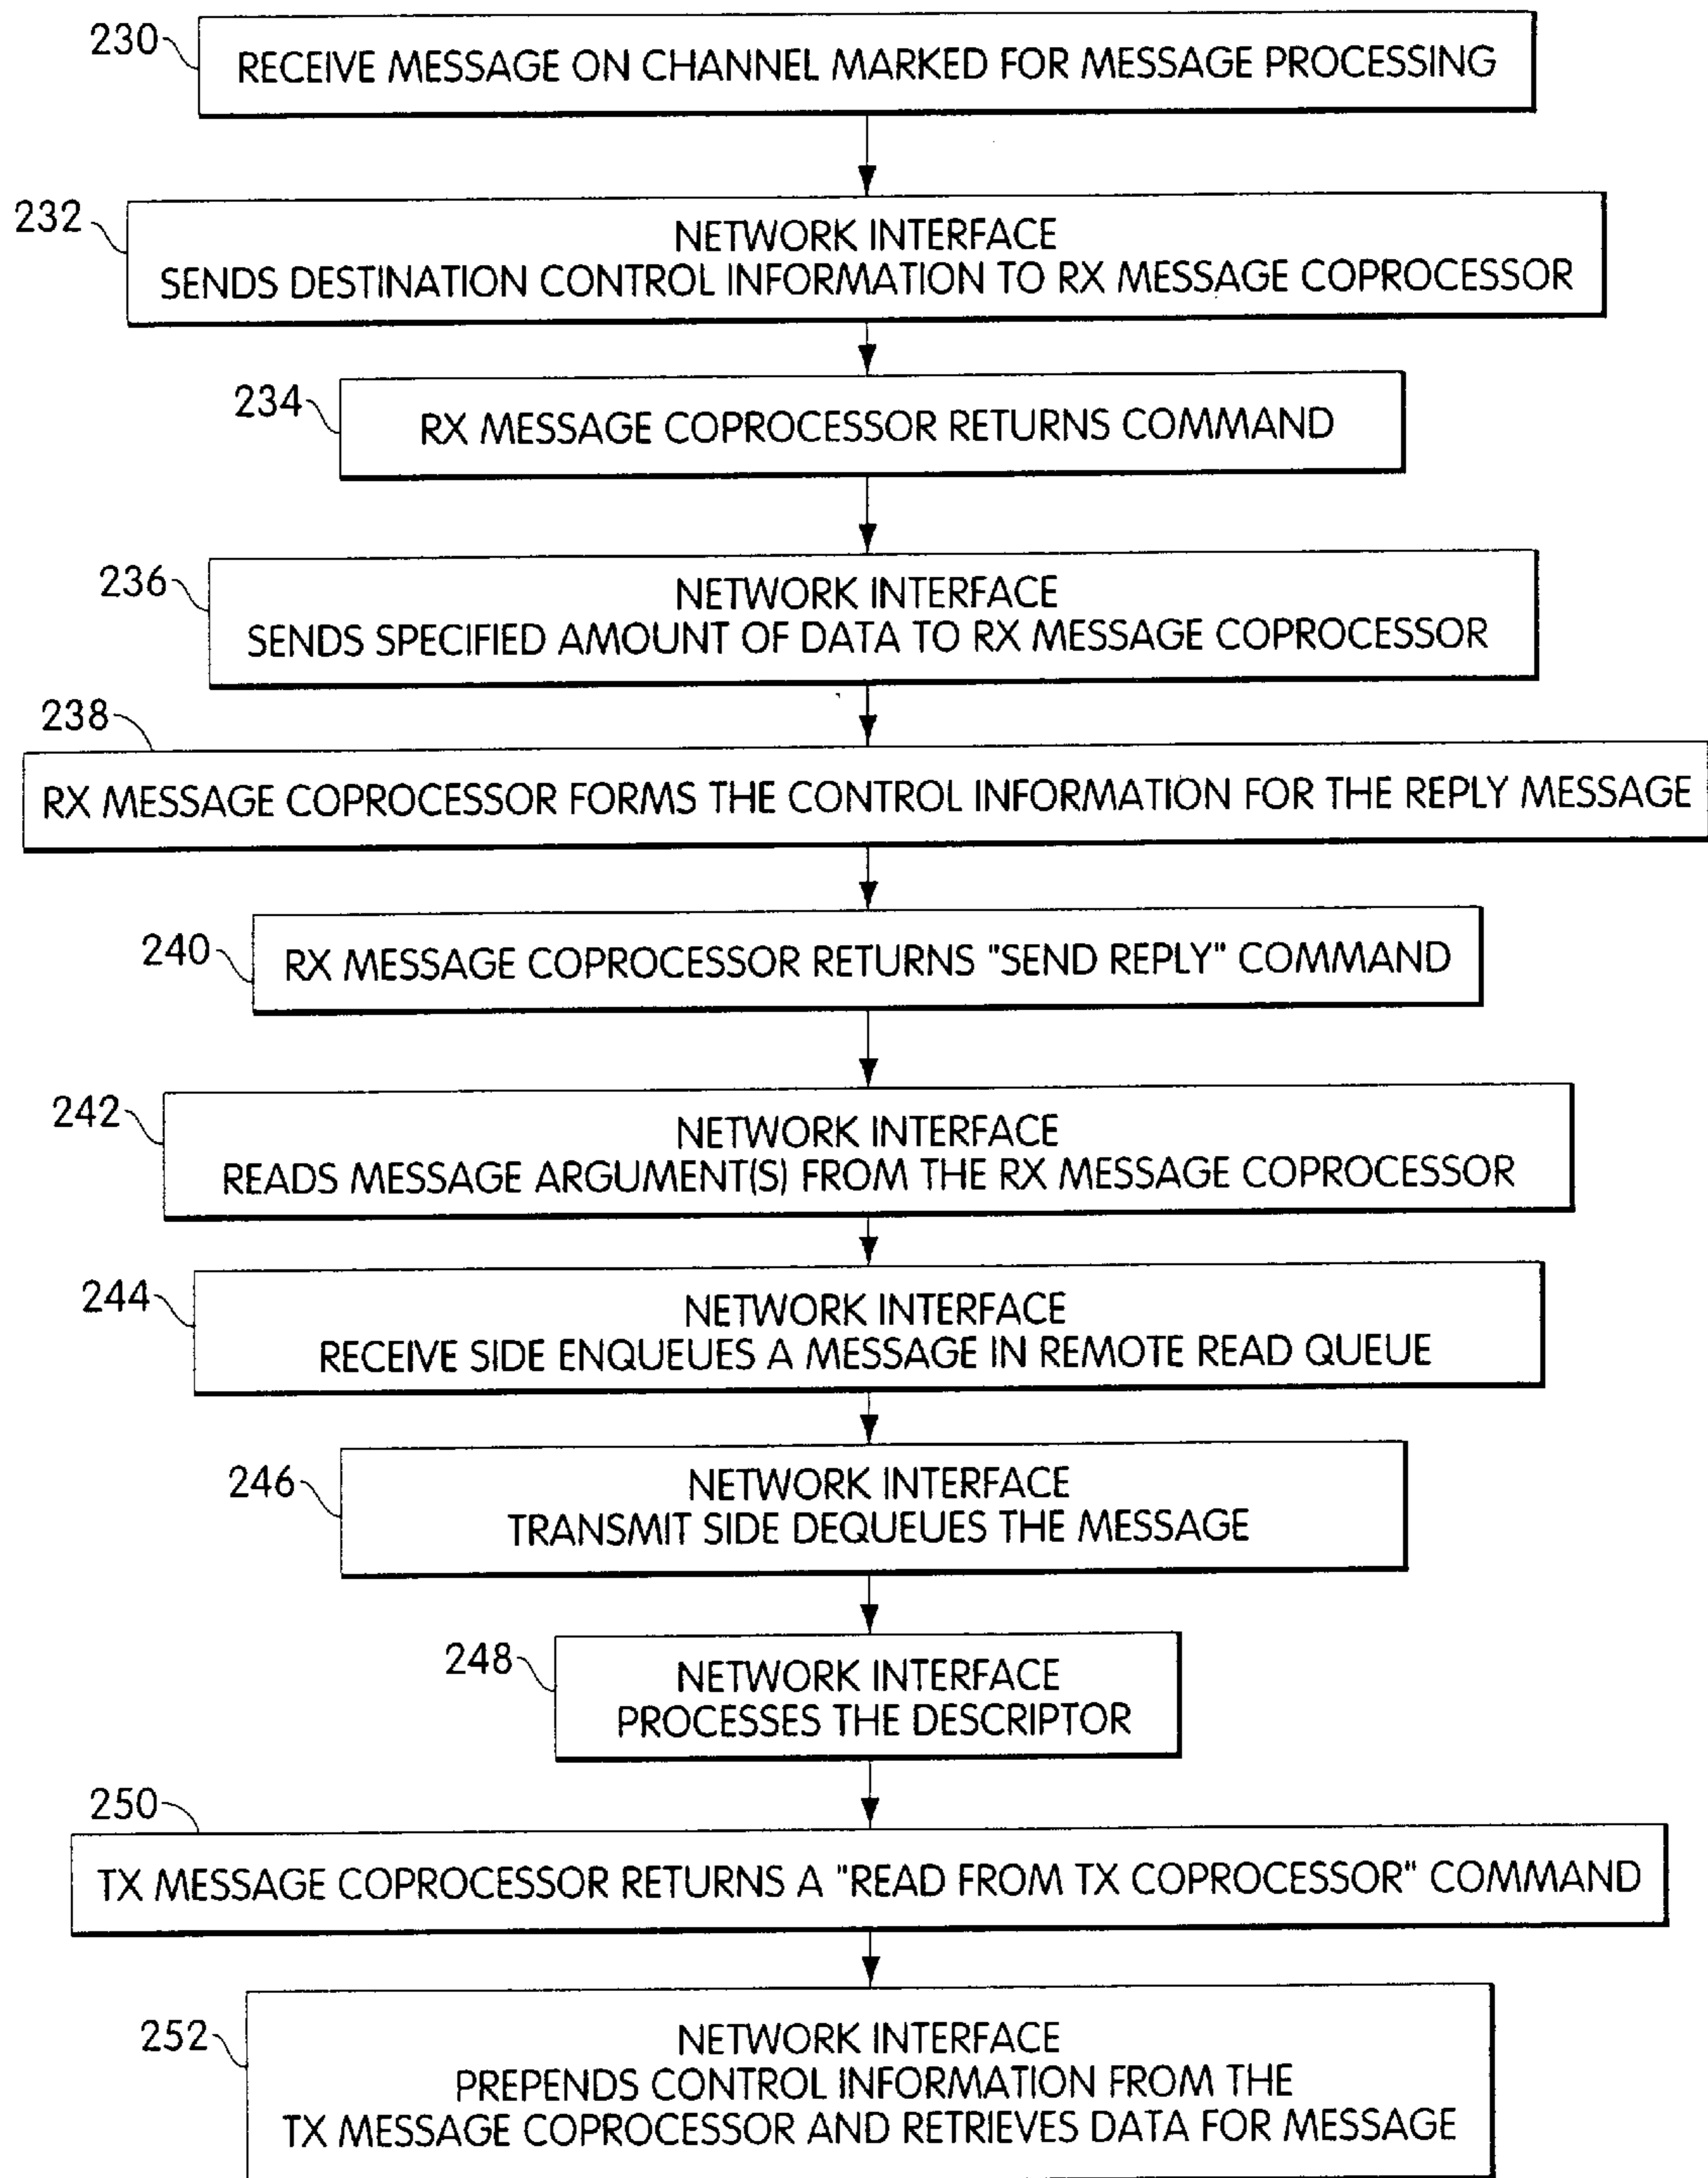 230
RECEIVE MESSAGE ON CHANNEL MARKED FOR MESSAGE PROCESSING
232
NETWORK INTERFACE
SENDS DESTINATION CONTROL INFORMATION TO RX MESSAGE COPROCESSOR
234
RX MESSAGE COPROCESSOR RETURNS COMMAND
236
NETWORK INTERFACE
SENDS SPECIFIED AMOUNT OF DATA TO RX MESSAGE COPROCESSOR
238
RX MESSAGE COPROCESSOR FORMS THE CONTROL INFORMATION FOR THE REPLY MESSAGE
240
RX MESSAGE COPROCESSOR RETURNS "SEND REPLY" COMMAND
242
NETWORK INTERFACE
READS MESSAGE ARGUMENT(S) FROM THE RX MESSAGE COPROCESSOR
244
NETWORK INTERFACE
RECEIVE SIDE ENQUEUES A MESSAGE IN REMOTE READ QUEUE
246
NETWORK INTERFACE
TRANSMIT SIDE DEQUEUES THE MESSAGE
248
NETWORK INTERFACE
PROCESSES THE DESCRIPTOR
250
TX MESSAGE COPROCESSOR RETURNS A "READ FROM TX COPROCESSOR" COMMAND
252
NETWORK INTERFACE
PREPENDS CONTROL INFORMATION FROM THE
TX MESSAGE COPROCESSOR AND RETRIEVES DATA FOR MESSAGE